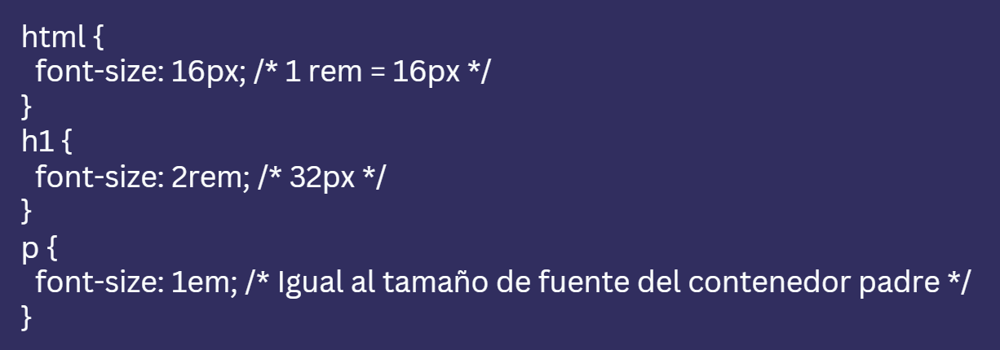 html {
  font-size: 16px; /* 1 rem = 16px */
}
h1 {
  font-size: 2rem; /* 32px */
}
p {
  font-size: 1em; /* Igual al tamaño de fuente del contenedor padre */
}